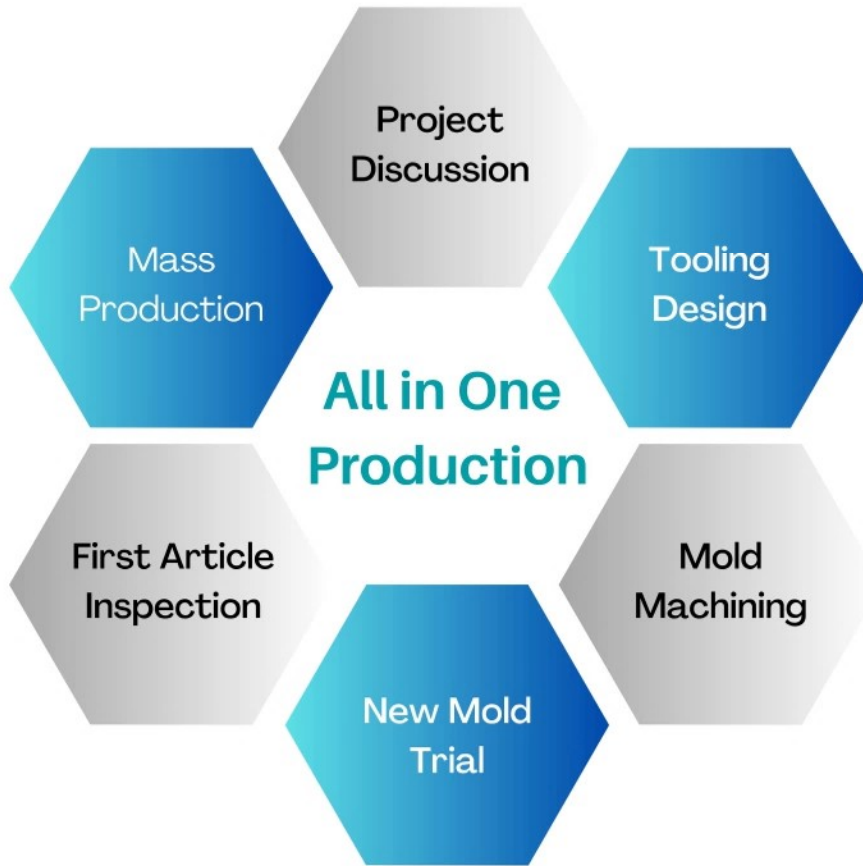 Project
Discussion
Tooling
Design
Mold
Machining
New Mold
Trial
First Article
Inspection
Mass
Production
All in One
Production